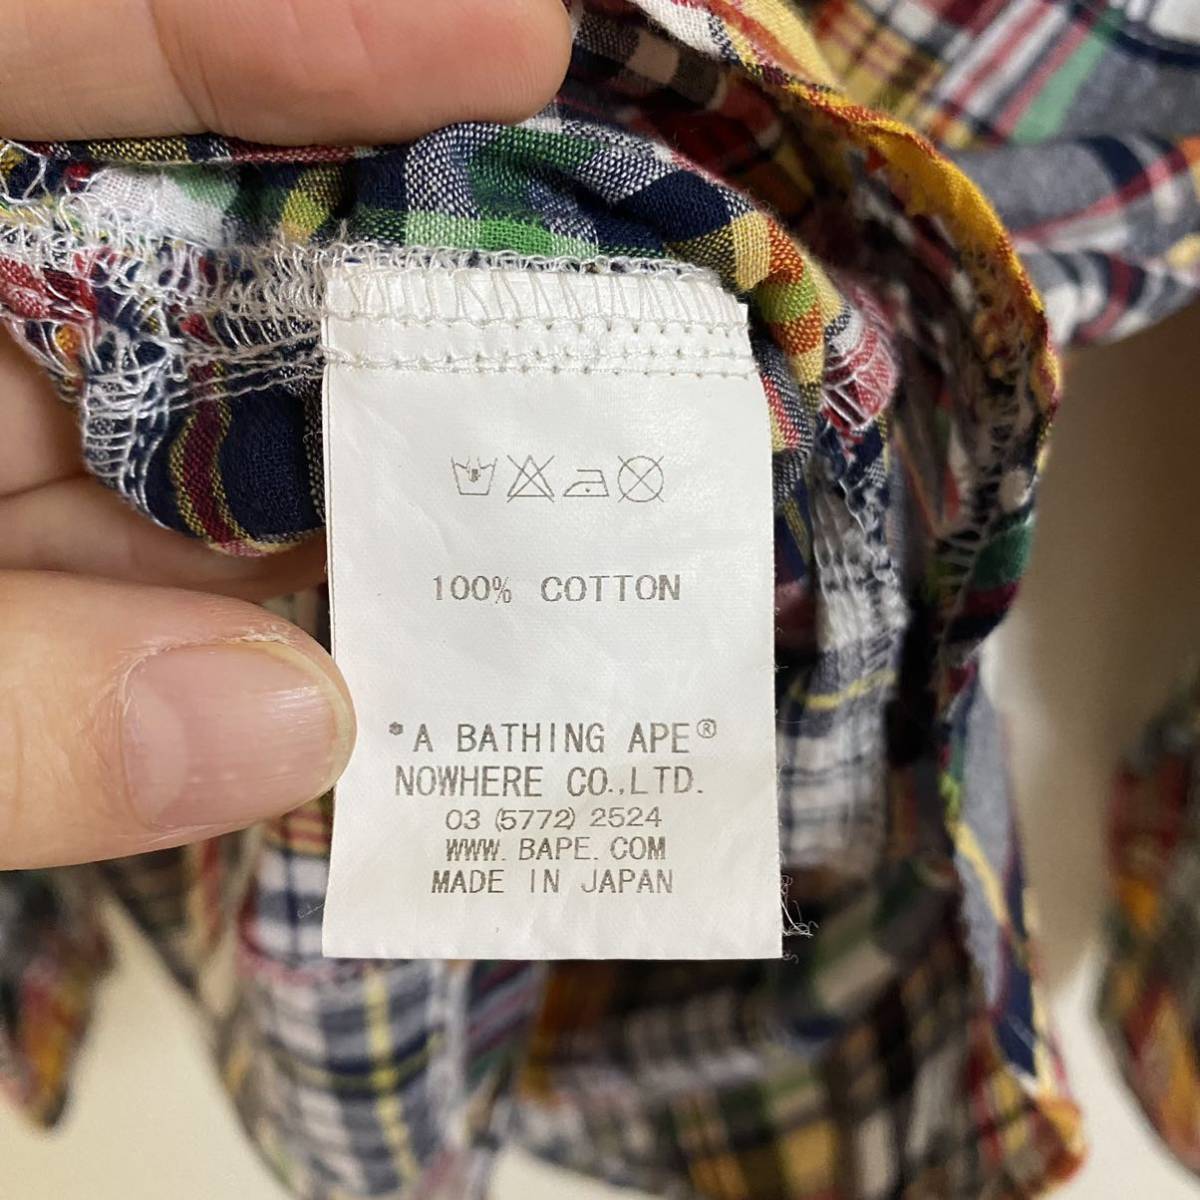 100% COTTON
*A BATHING APE®
NOWHERE CO.,LTD.
03 (5772) 2524
WWW. BAPE. COM
MADE IN JAPAN